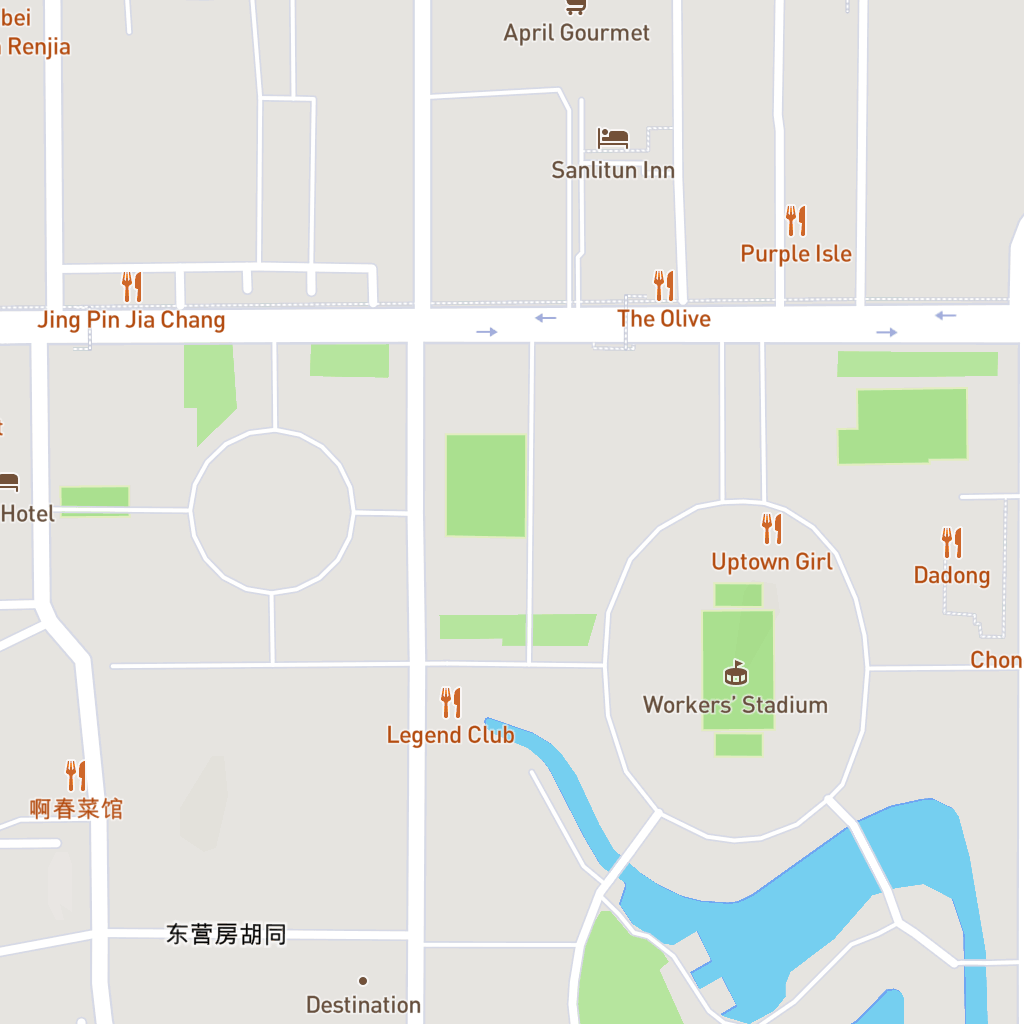 bei
Renjia
April Gourmet
Sanlitun Inn
Purple Isle
Jing Pin Jia Chang
The Olive
Hotel
Uptown Girl
Dadong
Chon
Workers’ Stadium
Legend Club
啊春菜馆
东营房胡同
Destination